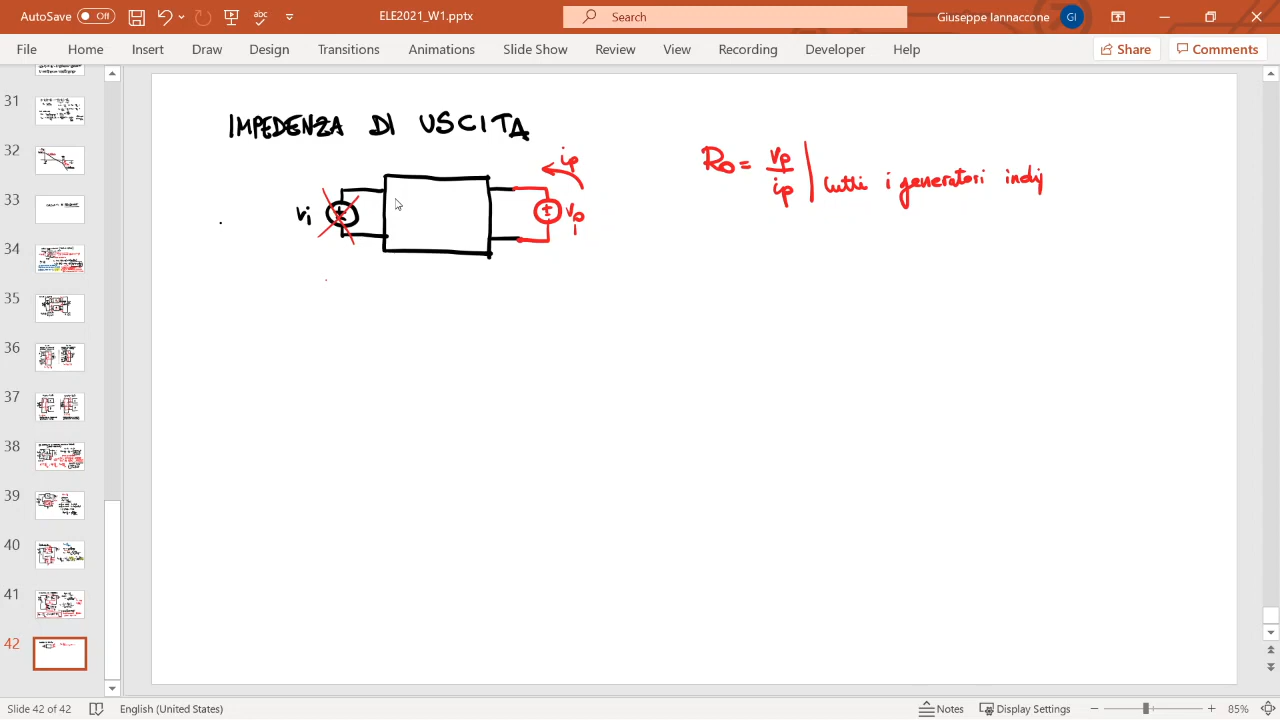 AutoSave Off
ELE2021_W1.pptx
Search
Giuseppe Iannaccone GI
File Home Insert Draw Design Transitions Animations Slide Show Review View Recording Developer Help Share Comments
31
32
33
34
35
36
37
38
39
40
41
42
IMPEDENZA DI USCITA
ip
vi
vp
Ro = vp/ip | tutti i generatori indip
Slide 42 of 42 English (United States) Notes Display Settings 85%